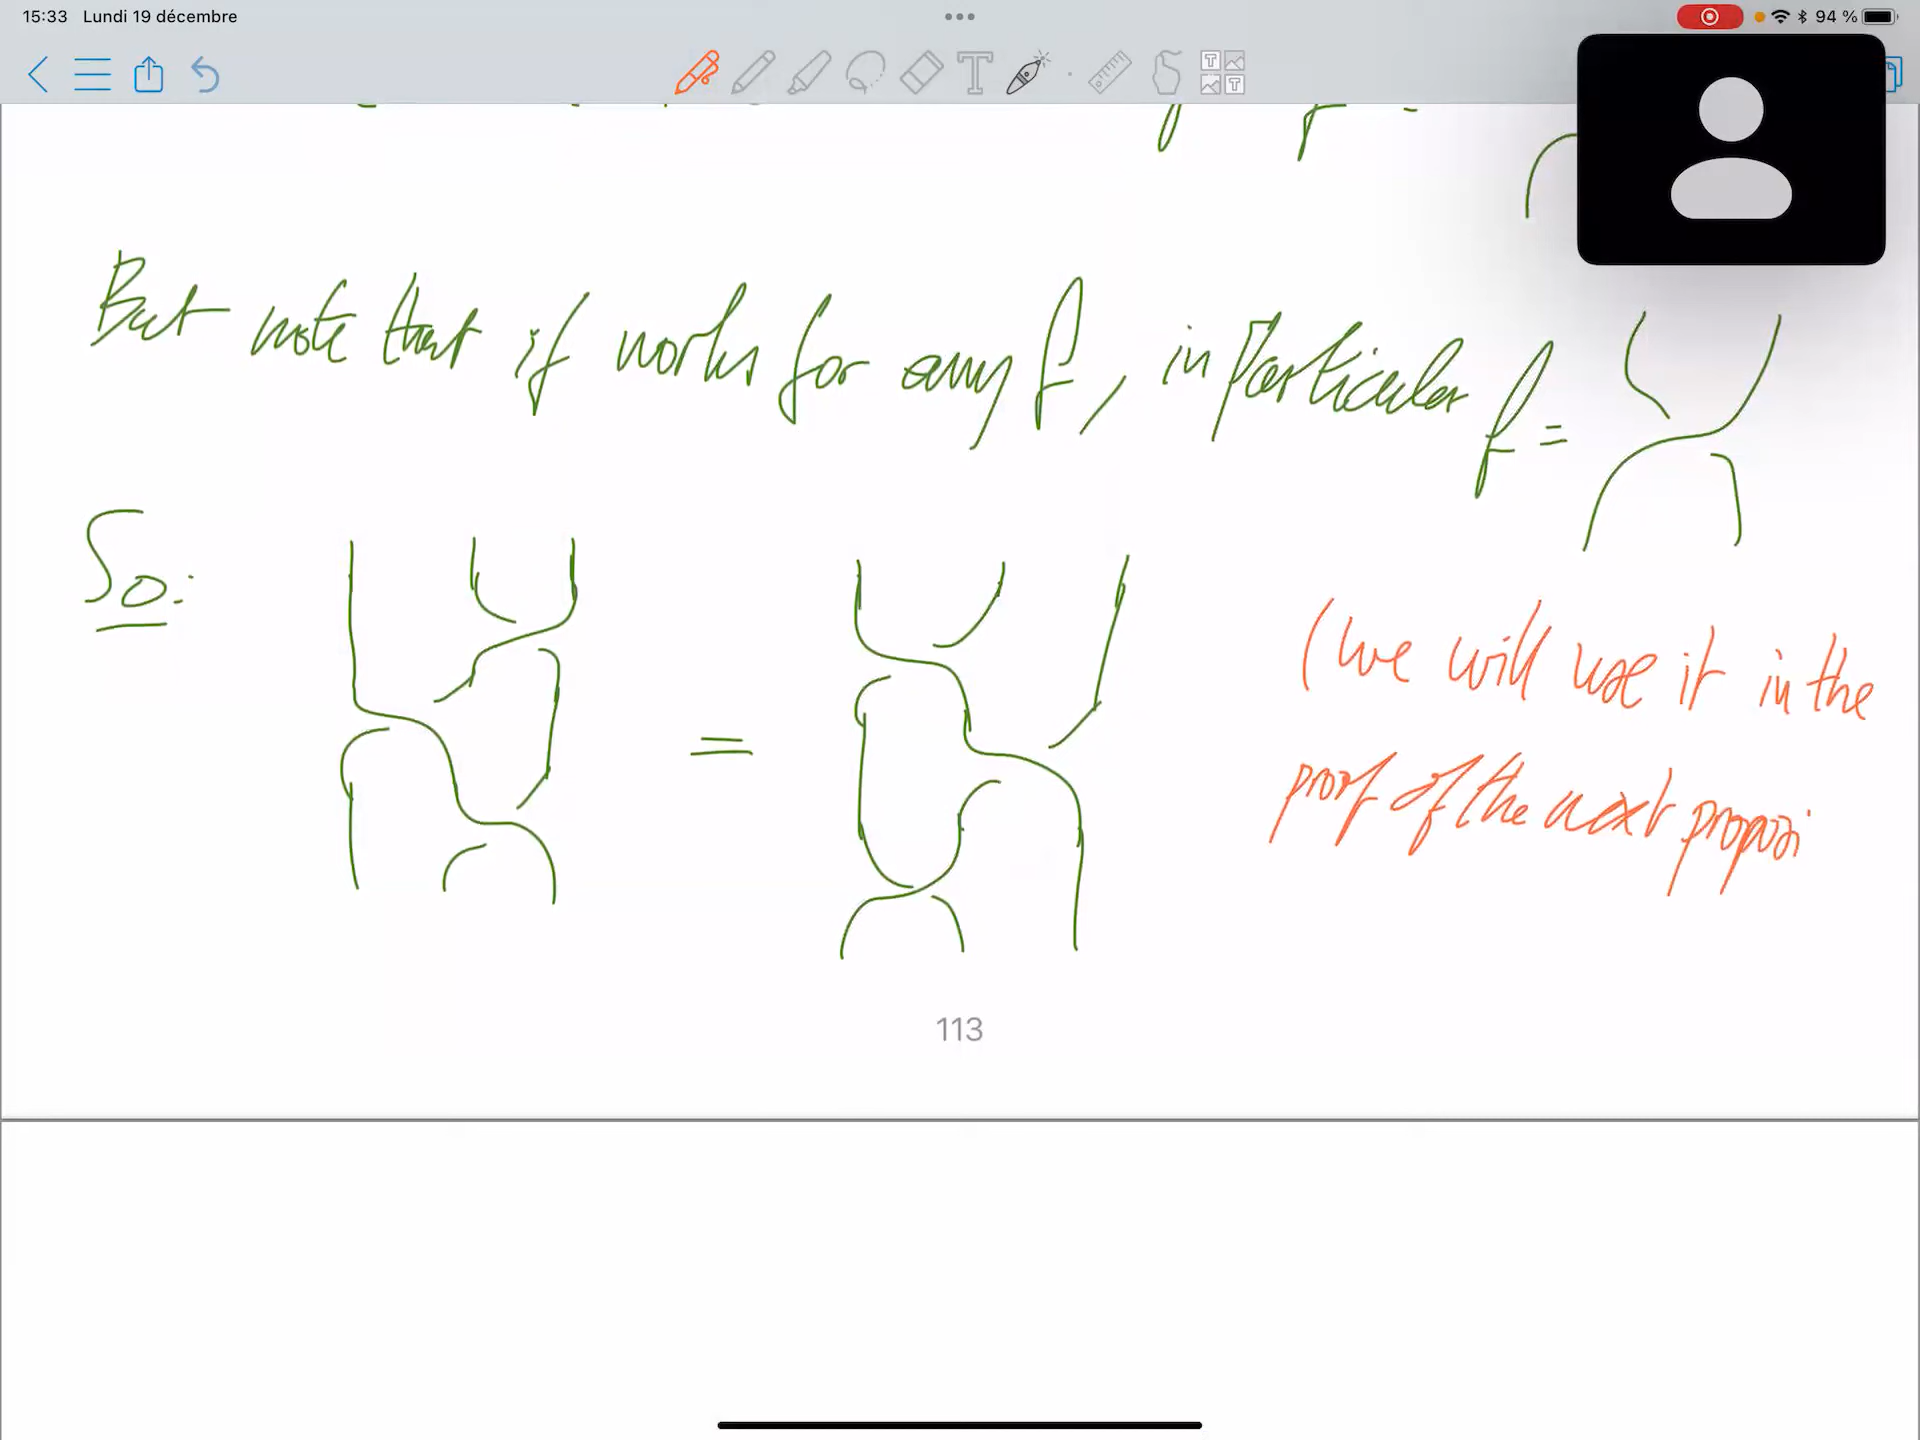 15:33 Lundi 19 décembre
94 %
But note that it works for any f, in particular f =
So:
=
(we will use it in the
proof of the next proposi
113